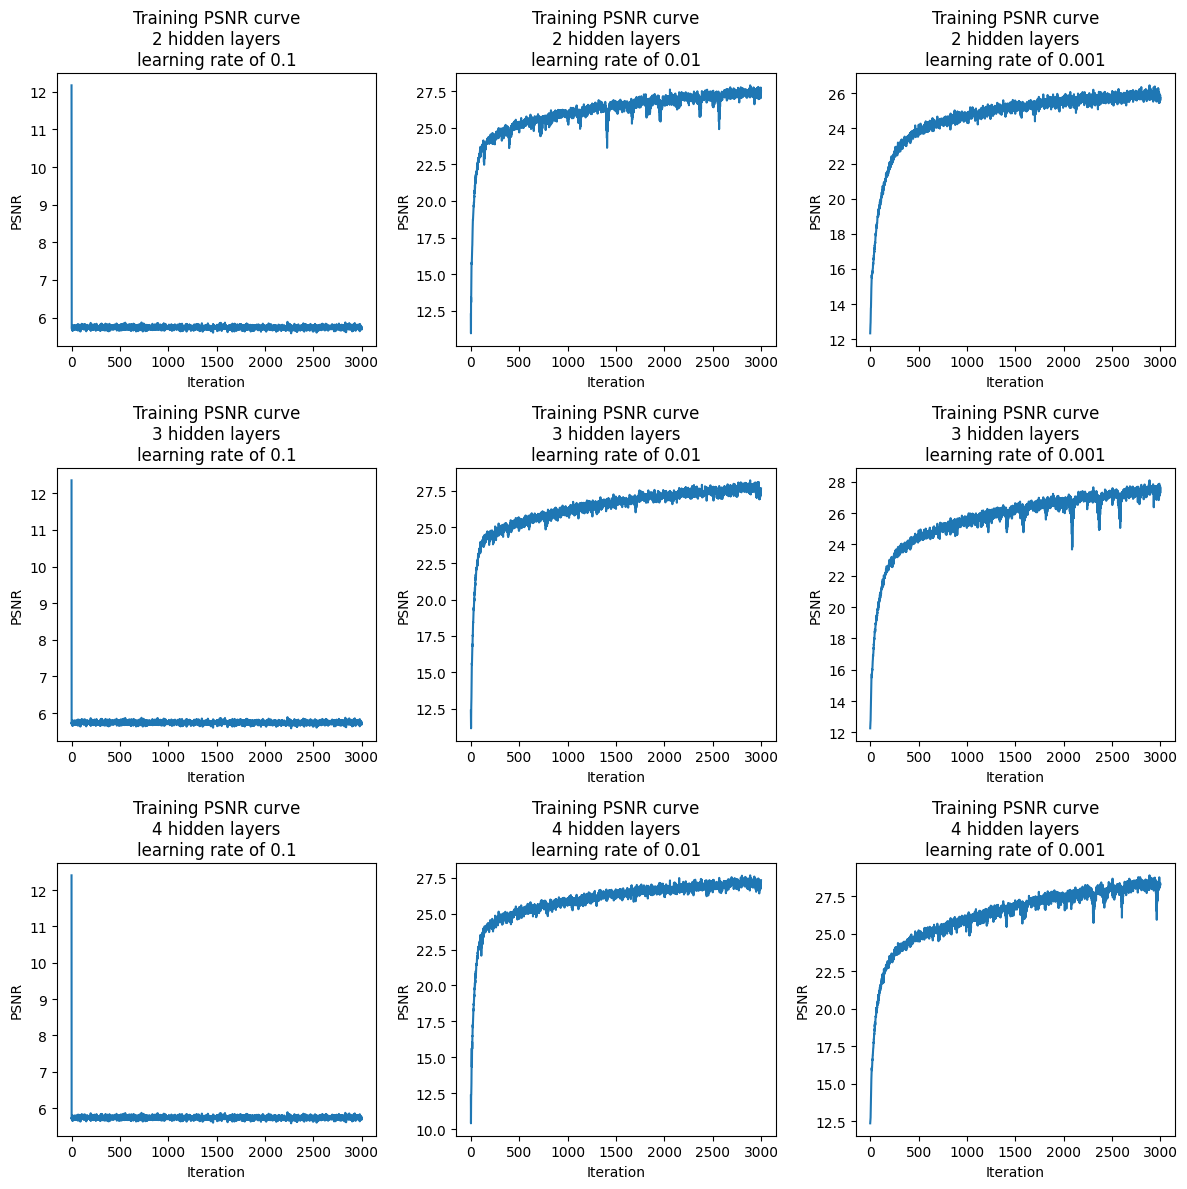 Training PSNR curve
2 hidden layers
learning rate of 0.1
PSNR
12
11
10
9
8
7
6
0 500 1000 1500 2000 2500 3000
Iteration
Training PSNR curve
2 hidden layers
learning rate of 0.01
PSNR
27.5
25.0
22.5
20.0
17.5
15.0
12.5
0 500 1000 1500 2000 2500 3000
Iteration
Training PSNR curve
2 hidden layers
learning rate of 0.001
PSNR
26
24
22
20
18
16
14
12
0 500 1000 1500 2000 2500 3000
Iteration
Training PSNR curve
3 hidden layers
learning rate of 0.1
PSNR
12
11
10
9
8
7
6
0 500 1000 1500 2000 2500 3000
Iteration
Training PSNR curve
3 hidden layers
learning rate of 0.01
PSNR
27.5
25.0
22.5
20.0
17.5
15.0
12.5
0 500 1000 1500 2000 2500 3000
Iteration
Training PSNR curve
3 hidden layers
learning rate of 0.001
PSNR
28
26
24
22
20
18
16
14
12
0 500 1000 1500 2000 2500 3000
Iteration
Training PSNR curve
4 hidden layers
learning rate of 0.1
PSNR
12
11
10
9
8
7
6
0 500 1000 1500 2000 2500 3000
Iteration
Training PSNR curve
4 hidden layers
learning rate of 0.01
PSNR
27.5
25.0
22.5
20.0
17.5
15.0
12.5
10.0
0 500 1000 1500 2000 2500 3000
Iteration
Training PSNR curve
4 hidden layers
learning rate of 0.001
PSNR
27.5
25.0
22.5
20.0
17.5
15.0
12.5
0 500 1000 1500 2000 2500 3000
Iteration